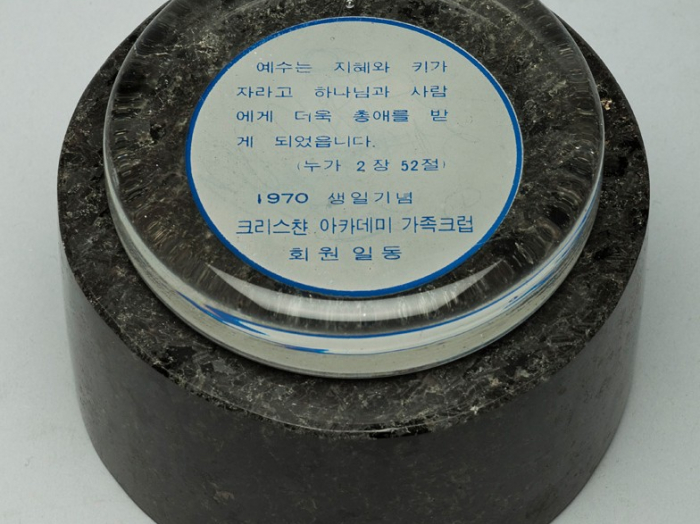 예수는 지혜와 키가
자라고 하나님과 사람
에게 더욱 총애를 받
게 되었읍니다.
(누가 2 장 52절)
1970 생일기념
크리스챤 아카데미 가족크럽
회원일동